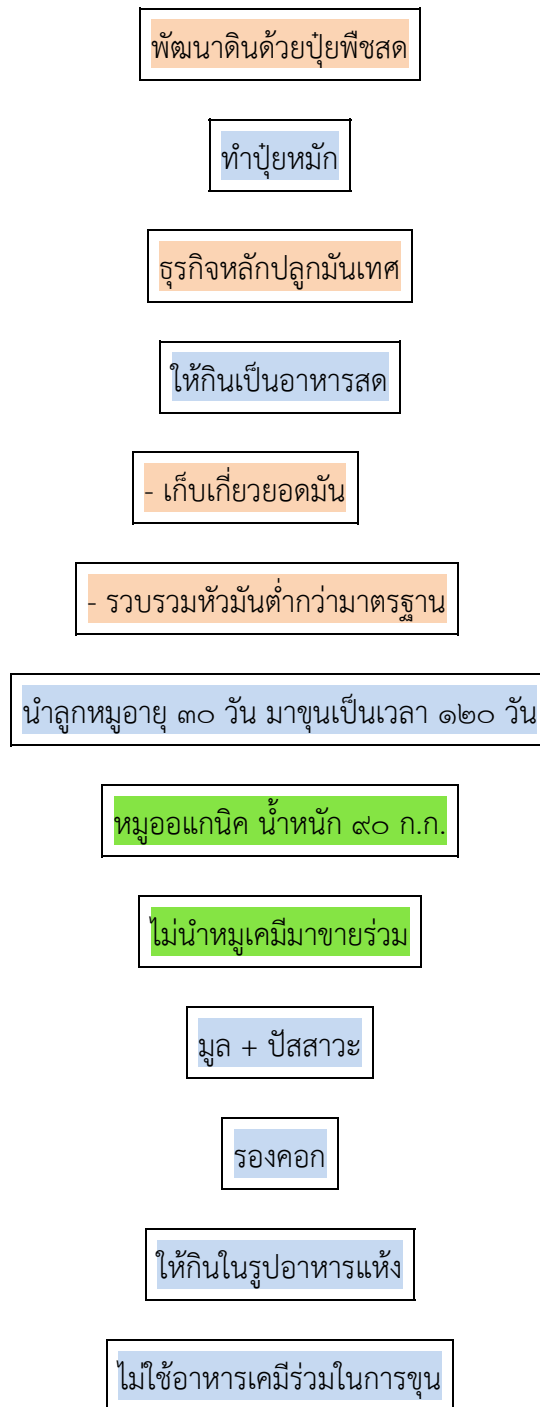 พัฒนาดินด้วยปุ๋ยพืชสด
ทำปุ๋ยหมัก
ธุรกิจหลักปลูกมันเทศ
ให้กินเป็นอาหารสด
- เก็บเกี่ยวยอดมัน
- รวบรวมหัวมันต่ำกว่ามาตรฐาน
นำลูกหมูอายุ ๓๐ วัน มาขุนเป็นเวลา ๑๒๐ วัน
หมูออแกนิค น้ำหนัก ๙๐ ก.ก.
ไม่นำหมูเคมีมาขายร่วม
มูล + ปัสสาวะ
รองคอก
ให้กินในรูปอาหารแห้ง
ไม่ใช้อาหารเคมีร่วมในการขุน